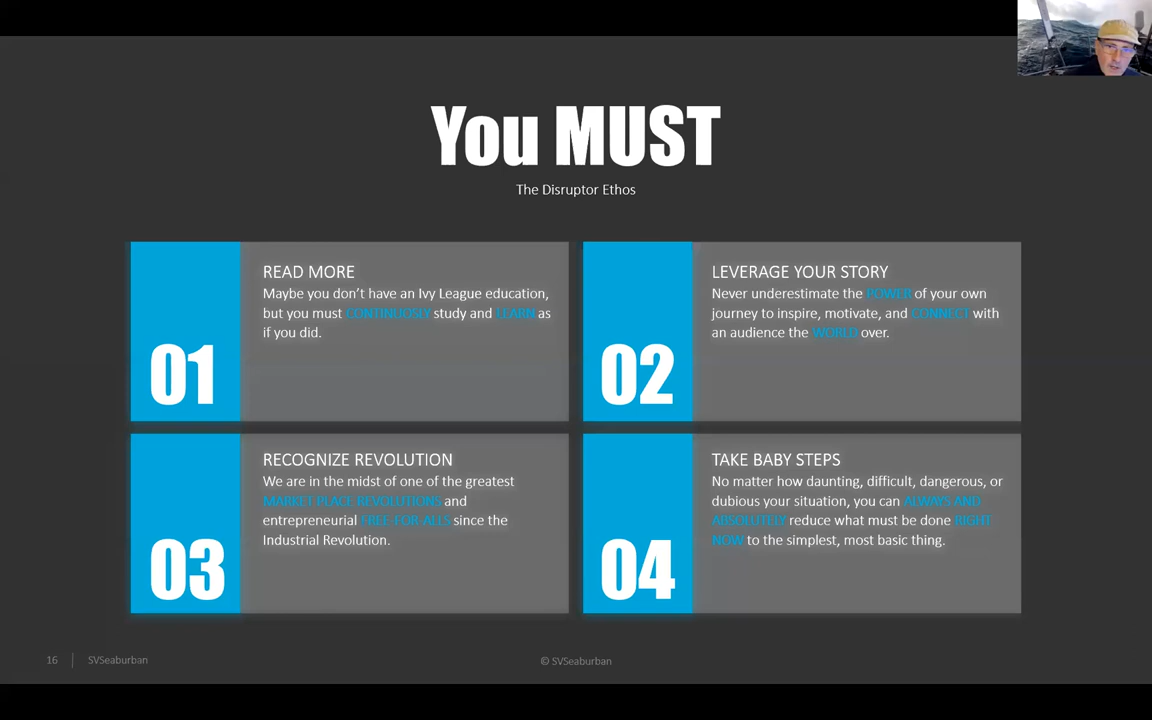 You MUST
The Disruptor Ethos
01
READ MORE
Maybe you don't have an Ivy League education,
but you must CONTINUOSLY study and LEARN as
if you did.
02
LEVERAGE YOUR STORY
Never underestimate the POWER of your own
journey to inspire, motivate, and CONNECT with
an audience the WORLD over.
03
RECOGNIZE REVOLUTION
We are in the midst of one of the greatest
MARKET PLACE REVOLUTIONS and
entrepreneurial FREE-FOR-ALLS since the
Industrial Revolution.
04
TAKE BABY STEPS
No matter how daunting, difficult, dangerous, or
dubious your situation, you can ALWAYS AND
ABSOLUTELY reduce what must be done RIGHT
NOW to the simplest, most basic thing.
16 | SVSeaburban
© SVSeaburban